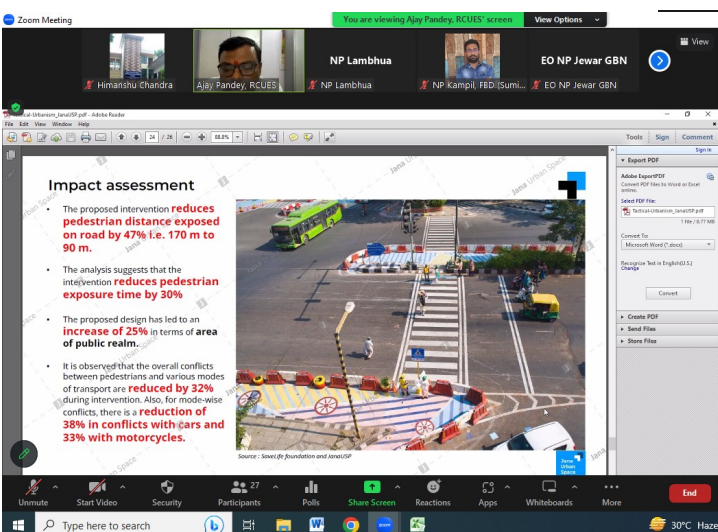 Zoom Meeting
You are viewing Ajay Pandey, RCUES' screen
View Options
View
NP Lambhua
EO NP Jewar GBN
Himanshu Chandra
Ajay Pandey, RCUES
NP Lambhua
NP Kampil, FBD (Sumi...
EO NP Jewar GBN
Tactical-Urbanism_JanaUSP.pdf - Adobe Reader
File Edit View Window Help
24 / 26
88.8%
Tools
Sign
Comment
Sign In
Export PDF
Adobe ExportPDF
Convert PDF files to Word or Excel
online.
Select PDF File:
Tactical-Urbanism_JanaUSP.pdf
1 file / 8.77 MB
Convert To:
Microsoft Word (*.docx)
Recognize Text in English(U.S.)
Change
Convert
Create PDF
Send Files
Store Files
Impact assessment
• The proposed intervention reduces
pedestrian distance exposed
on road by 47% i.e. 170 m to
90 m.
• The analysis suggests that the
intervention reduces pedestrian
exposure time by 30%
• The proposed design has led to an
increase of 25% in terms of area
of public realm.
• It is observed that the overall conflicts
between pedestrians and various modes
of transport are reduced by 32%
during intervention. Also, for mode-wise
conflicts, there is a reduction of
38% in conflicts with cars and
33% with motorcycles.
Source : SaveLife foundation and JanaUSP
Jana
Urban
Space
Unmute
Start Video
Security
27
Participants
Polls
Share Screen
Reactions
Apps
Whiteboards
More
End
Type here to search
30°C Haze